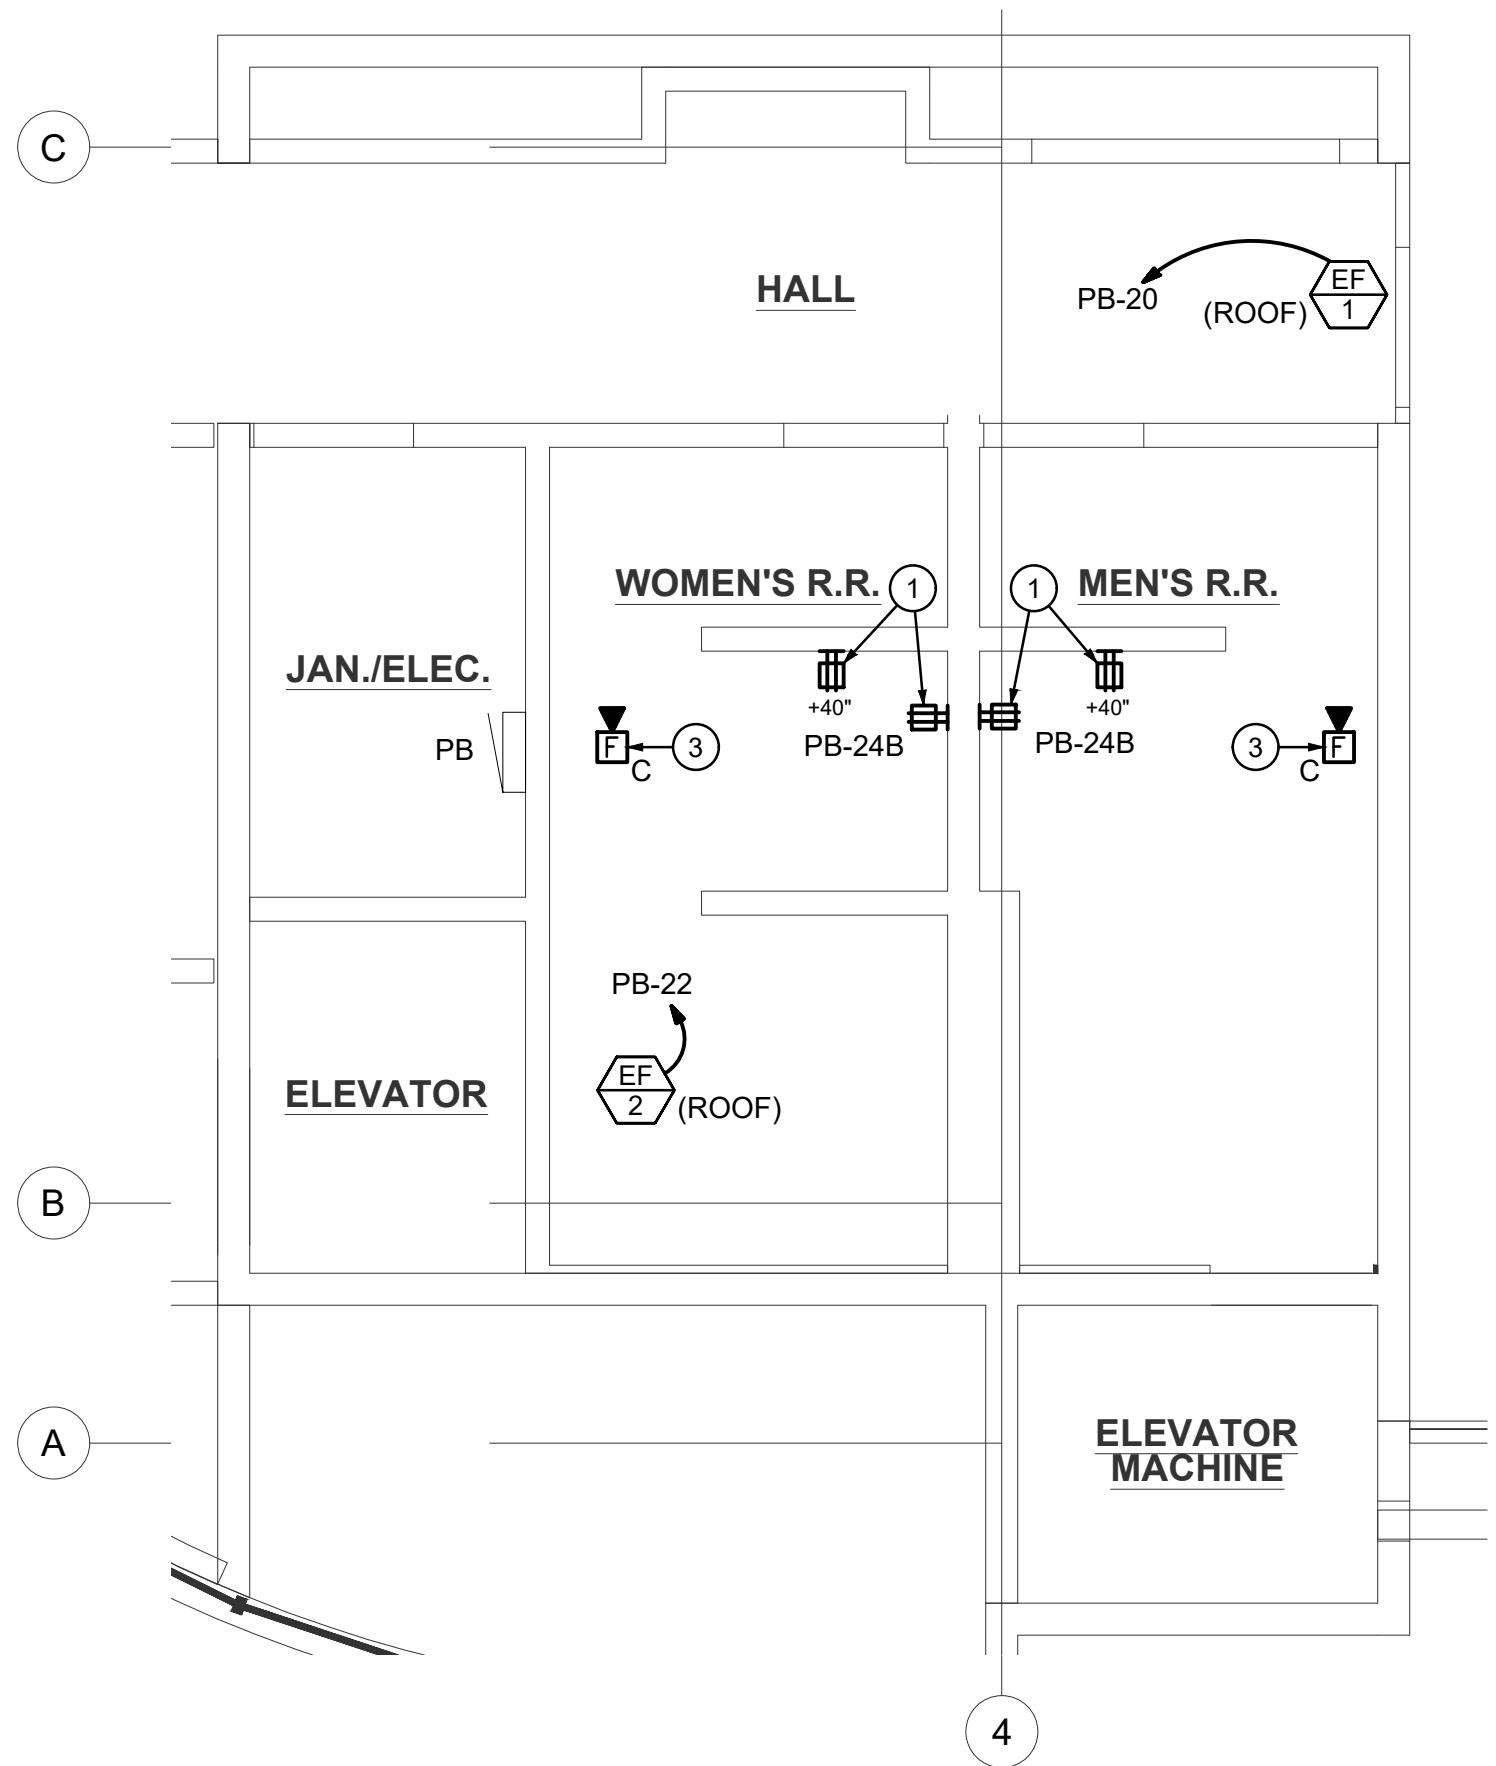 C
HALL
PB-20
(ROOF)
EF
1
WOMEN'S R.R.
1
1
MEN'S R.R.
JAN./ELEC.
+40"
+40"
PB
F
C
3
PB-24B
PB-24B
3
F
C
PB-22
EF
2
(ROOF)
ELEVATOR
B
A
ELEVATOR
MACHINE
4